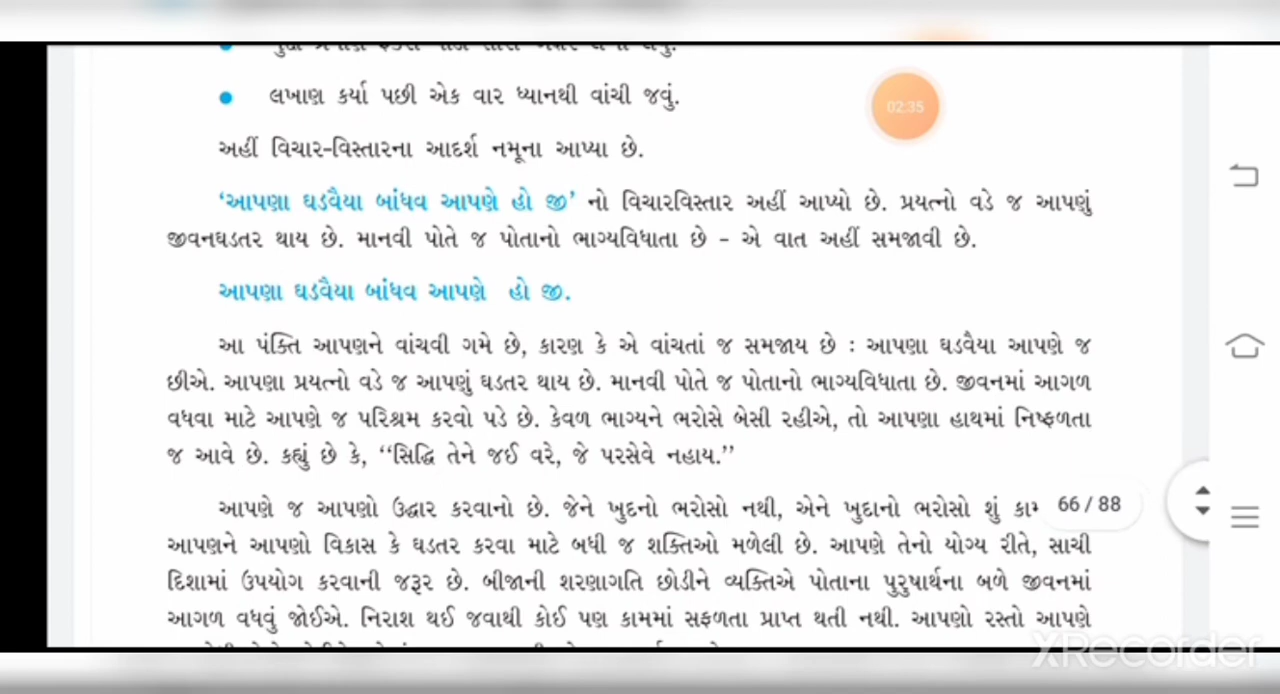 લખાણ કર્યા પછી એક વાર ધ્યાનથી વાંચી જવું.
02:35
અહીં વિચાર-વિસ્તારના આદર્શ નમૂના આપ્યા છે.
‘આપણા ઘડવૈયા બાંધવ આપણે હો જી’ નો વિચારવિસ્તાર અહીં આપ્યો છે. પ્રયત્નો વડે જ આપણું
જીવનઘડતર થાય છે. માનવી પોતે જ પોતાનો ભાગ્યવિધાતા છે - એ વાત અહીં સમજાવી છે.
આપણા ઘડવૈયા બાંધવ આપણે હો જી.
આ પંક્તિ આપણને વાંચવી ગમે છે, કારણ કે એ વાંચતાં જ સમજાય છે : આપણા ઘડવૈયા આપણે જ
છીએ. આપણા પ્રયત્નો વડે જ આપણું ઘડતર થાય છે. માનવી પોતે જ પોતાનો ભાગ્યવિધાતા છે. જીવનમાં આગળ
વધવા માટે આપણે જ પરિશ્રમ કરવો પડે છે. કેવળ ભાગ્યને ભરોસે બેસી રહીએ, તો આપણા હાથમાં નિષ્ફળતા
જ આવે છે. કહ્યું છે કે, “સિદ્ધિ તેને જઈ વરે, જે પરસેવે નહાય.”
આપણે જ આપણો ઉદ્ધાર કરવાનો છે. જેને ખુદનો ભરોસો નથી, એને ખુદાનો ભરોસો શું
66 / 88
આપણને આપણો વિકાસ કે ઘડતર કરવા માટે બધી જ શક્તિઓ મળેલી છે. આપણે તેનો યોગ્ય રીતે, સાચી
દિશામાં ઉપયોગ કરવાની જરૂર છે. બીજાની શરણાગતિ છોડીને વ્યક્તિએ પોતાના પુરુષાર્થના બળે જીવનમાં
આગળ વધવું જોઈએ. નિરાશ થઈ જવાથી કોઈ પણ કામમાં સફળતા પ્રાપ્ત થતી નથી. આપણો રસ્તો આપણે
XRecorder